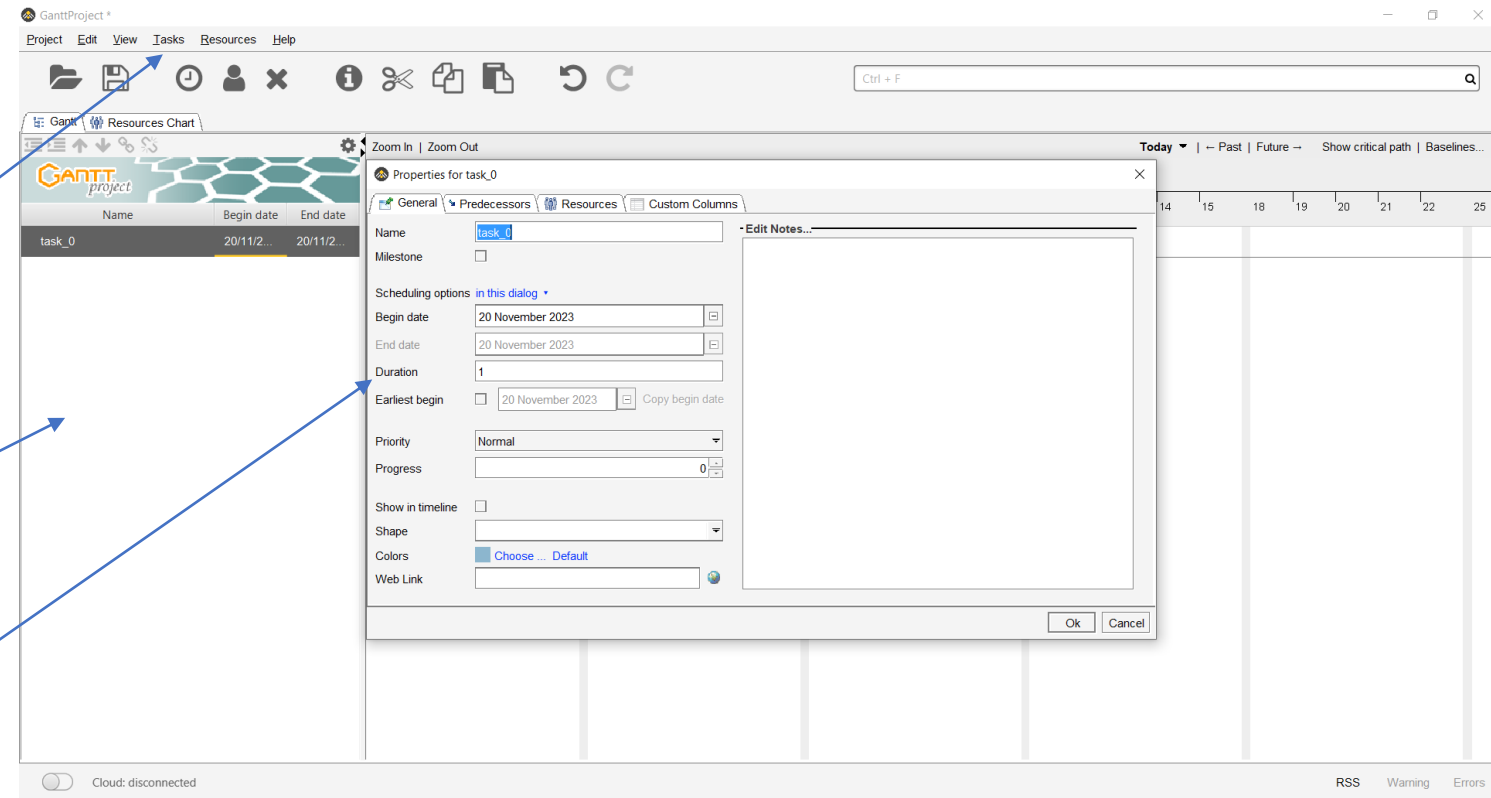 GanttProject *
Project Edit View Tasks Resources Help
Ctrl + F
Gantt Resources Chart
Zoom In | Zoom Out Today | ← Past | Future → Show critical path | Baselines...
GANTT project
Name Begin date End date
task_0 20/11/2... 20/11/2...
14 15 18 19 20 21 22 25
Properties for task_0
General Predecessors Resources Custom Columns
Name task_0
Milestone
Scheduling options in this dialog
Begin date 20 November 2023
End date 20 November 2023
Duration 1
Earliest begin 20 November 2023 Copy begin date
Priority Normal
Progress 0
Show in timeline
Shape
Colors Choose ... Default
Web Link
Edit Notes...
Ok Cancel
Cloud: disconnected RSS Warning Errors